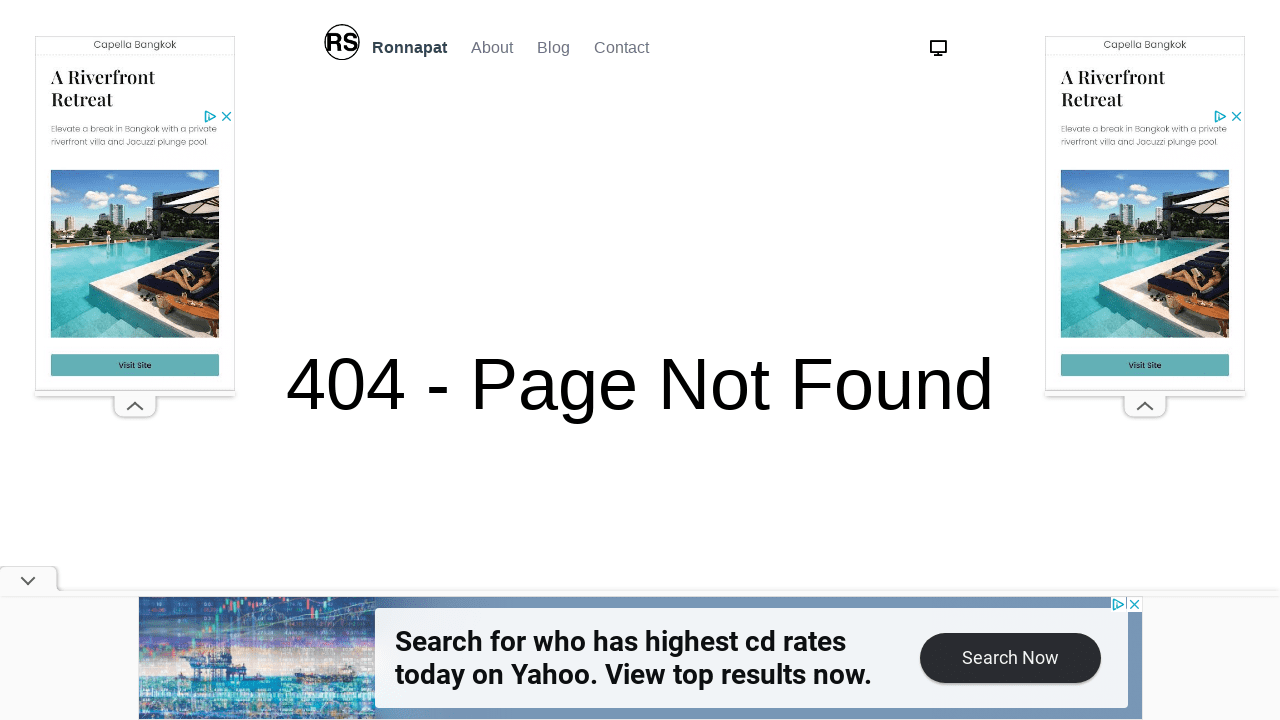 RS Ronnapat About Blog Contact
Capella Bangkok
A Riverfront
Retreat
Elevate a break in Bangkok with a private
riverfront villa and Jacuzzi plunge pool.
Visit Site
Capella Bangkok
A Riverfront
Retreat
Elevate a break in Bangkok with a private
riverfront villa and Jacuzzi plunge pool.
Visit Site
404 - Page Not Found
Search for who has highest cd rates
today on Yahoo. View top results now.
Search Now